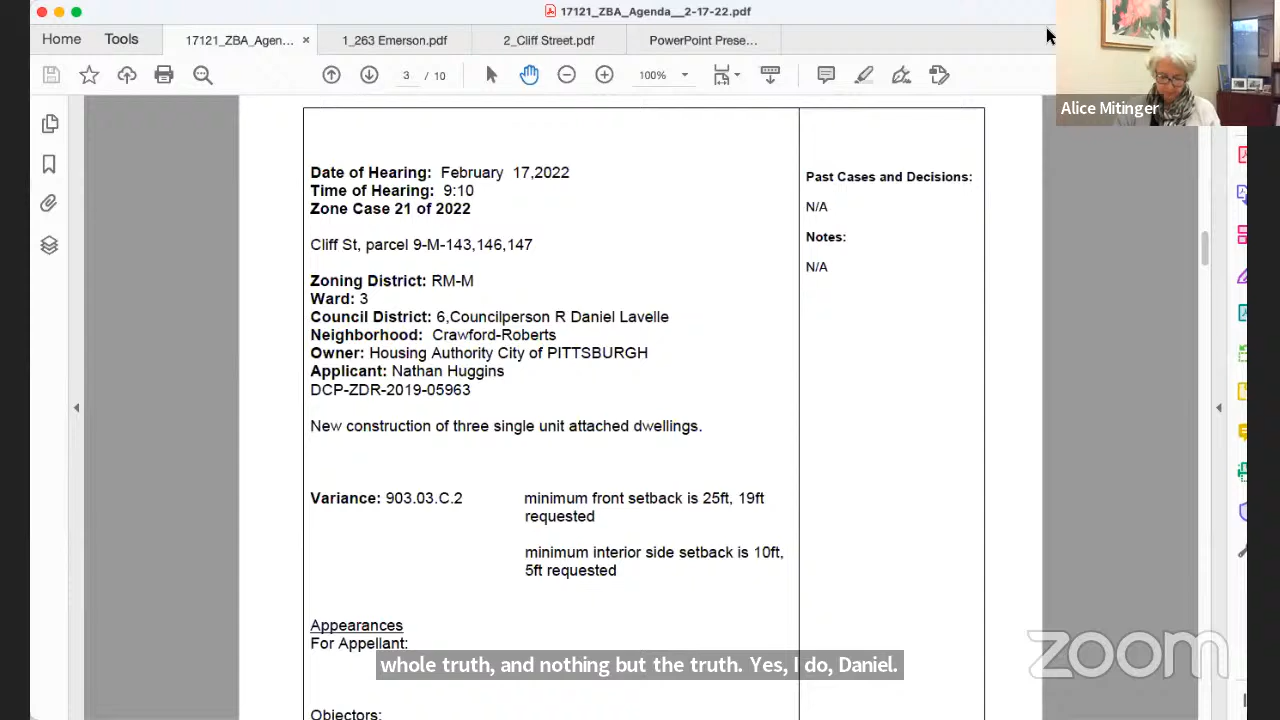 17121_ZBA_Agenda__2-17-22.pdf
Home Tools 17121_ZBA_Agen... × 1_263 Emerson.pdf 2_Cliff Street.pdf PowerPoint Prese...
3 / 10 100%
Alice Mitinger
Date of Hearing: February 17,2022
Time of Hearing: 9:10
Zone Case 21 of 2022
Cliff St, parcel 9-M-143,146,147
Zoning District: RM-M
Ward: 3
Council District: 6,Councilperson R Daniel Lavelle
Neighborhood: Crawford-Roberts
Owner: Housing Authority City of PITTSBURGH
Applicant: Nathan Huggins
DCP-ZDR-2019-05963
New construction of three single unit attached dwellings.
Variance: 903.03.C.2 minimum front setback is 25ft, 19ft
requested
minimum interior side setback is 10ft,
5ft requested
Appearances
For Appellant:
Objectors:
Past Cases and Decisions:
N/A
Notes:
N/A
whole truth, and nothing but the truth. Yes, I do, Daniel.
zoom